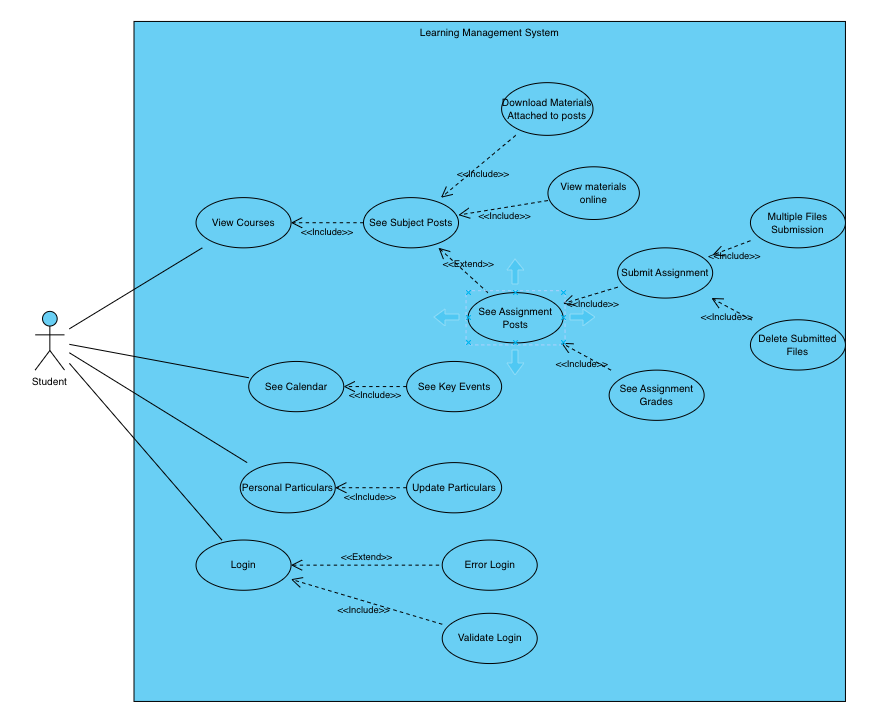 Learning Management System
Download Materials
Attached to posts
<<Include>>
View materials
online
<<Include>>
View Courses
<<Include>>
See Subject Posts
Multiple Files
Submission
<<Include>>
<<Extend>>
Submit Assignment
<<Include>>
See Assignment
Posts
<<Include>>
Delete Submitted
Files
<<Include>>
See Assignment
Grades
Student
See Calendar
<<Include>>
See Key Events
Personal Particulars
<<Include>>
Update Particulars
Login
<<Extend>>
Error Login
<<Include>>
Validate Login